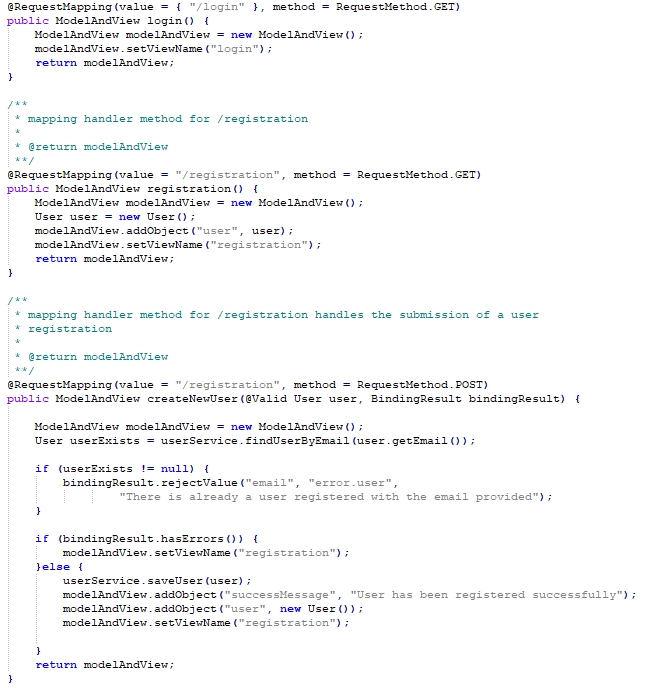 @RequestMapping(value = { "/login" }, method = RequestMethod.GET)
public ModelAndView login() {
    ModelAndView modelAndView = new ModelAndView();
    modelAndView.setViewName("login");
    return modelAndView;
}

/**
 * mapping handler method for /registration
 *
 * @return modelAndView
 **/
@RequestMapping(value = "/registration", method = RequestMethod.GET)
public ModelAndView registration() {
    ModelAndView modelAndView = new ModelAndView();
    User user = new User();
    modelAndView.addObject("user", user);
    modelAndView.setViewName("registration");
    return modelAndView;
}

/**
 * mapping handler method for /registration handles the submission of a user
 * registration
 *
 * @return modelAndView
 **/
@RequestMapping(value = "/registration", method = RequestMethod.POST)
public ModelAndView createNewUser(@Valid User user, BindingResult bindingResult) {

    ModelAndView modelAndView = new ModelAndView();
    User userExists = userService.findUserByEmail(user.getEmail());

    if (userExists != null) {
        bindingResult.rejectValue("email", "error.user",
                "There is already a user registered with the email provided");
    }

    if (bindingResult.hasErrors()) {
        modelAndView.setViewName("registration");
    }else {
        userService.saveUser(user);
        modelAndView.addObject("successMessage", "User has been registered successfully");
        modelAndView.addObject("user", new User());
        modelAndView.setViewName("registration");

    }
    return modelAndView;
}